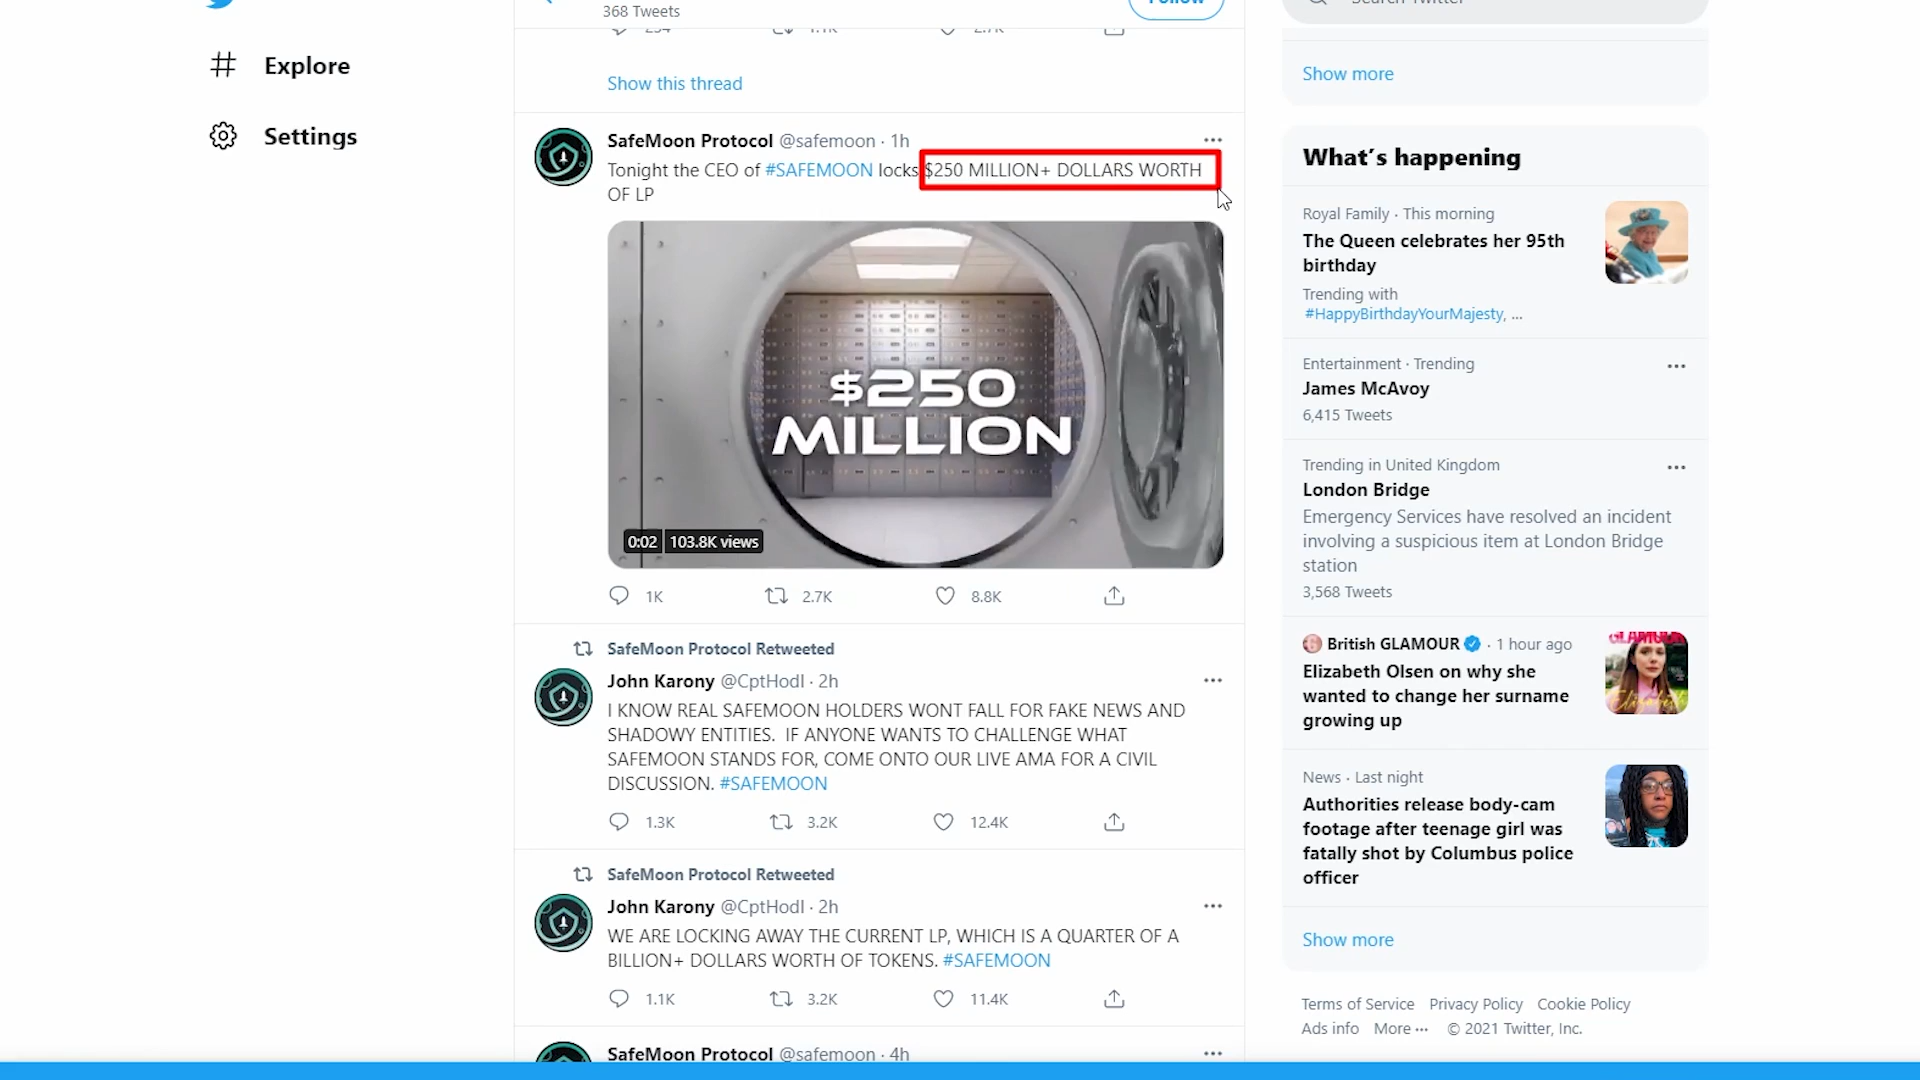 368 Tweets
Follow
Search Twitter
Explore
Settings
234 1.1K 2.7K
Show this thread
SafeMoon Protocol @safemoon · 1h
Tonight the CEO of #SAFEMOON locks $250 MILLION+ DOLLARS WORTH
OF LP
$250
MILLION
0:02 103.8K views
1K 2.7K 8.8K
SafeMoon Protocol Retweeted
John Karony @CptHodl · 2h
I KNOW REAL SAFEMOON HOLDERS WONT FALL FOR FAKE NEWS AND
SHADOWY ENTITIES. IF ANYONE WANTS TO CHALLENGE WHAT
SAFEMOON STANDS FOR, COME ONTO OUR LIVE AMA FOR A CIVIL
DISCUSSION. #SAFEMOON
1.3K 3.2K 12.4K
SafeMoon Protocol Retweeted
John Karony @CptHodl · 2h
WE ARE LOCKING AWAY THE CURRENT LP, WHICH IS A QUARTER OF A
BILLION+ DOLLARS WORTH OF TOKENS. #SAFEMOON
1.1K 3.2K 11.4K
SafeMoon Protocol @safemoon · 4h
Show more
What's happening
Royal Family · This morning
The Queen celebrates her 95th
birthday
Trending with
#HappyBirthdayYourMajesty, ...
Entertainment · Trending
James McAvoy
6,415 Tweets
Trending in United Kingdom
London Bridge
Emergency Services have resolved an incident
involving a suspicious item at London Bridge
station
3,568 Tweets
British GLAMOUR · 1 hour ago
Elizabeth Olsen on why she
wanted to change her surname
growing up
GLAMOUR
Elizabeth
News · Last night
Authorities release body-cam
footage after teenage girl was
fatally shot by Columbus police
officer
Show more
Terms of Service Privacy Policy Cookie Policy
Ads info More ··· © 2021 Twitter, Inc.